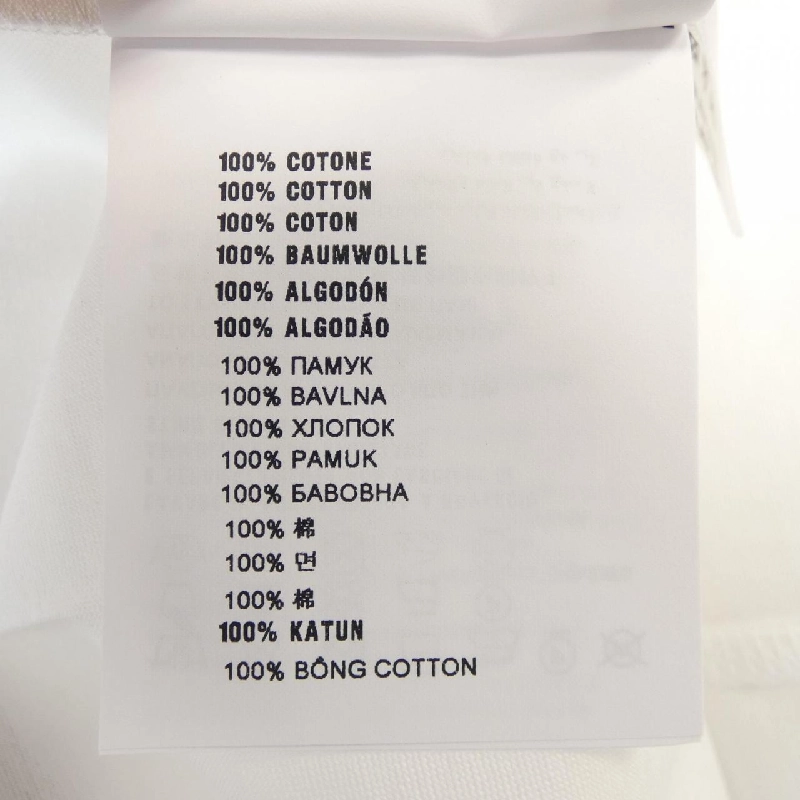 100% COTONE
100% COTTON
100% COTON
100% BAUMWOLLE
100% ALGODÓN
100% ALGODÃO
100% ПАМУК
100% BAVLNA
100% ХЛОПОК
100% PAMUK
100% БАВОВНА
100% 棉
100% 면
100% 棉
100% KATUN
100% BÔNG COTTON